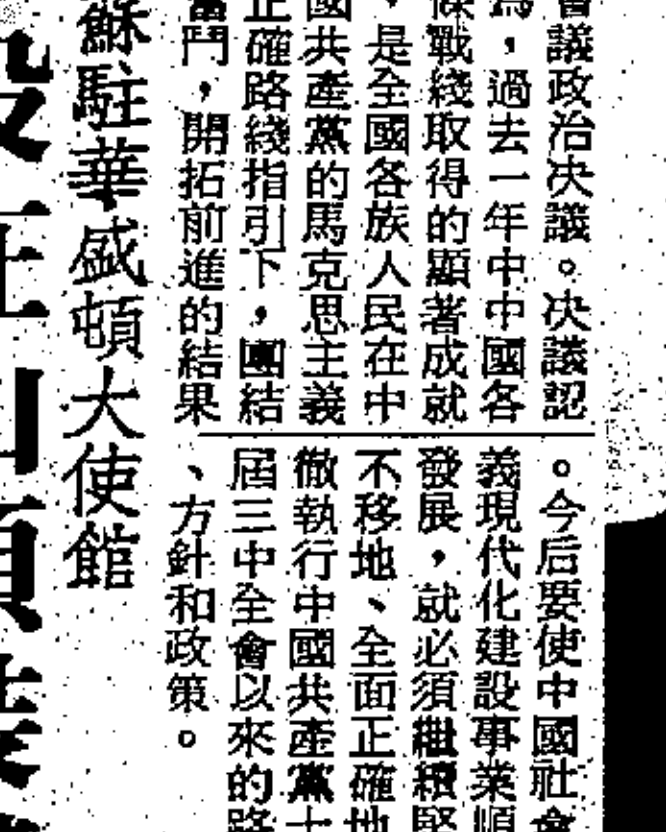 會議政治决議。决議認
爲，過去一年中中國各
條戰綫取得的顯著成就
，是全國各族人民在中
國共產黨的馬克思主義
正確路綫指引下，團結
奮鬥，開拓前進的結果
。今后要使中國社會
義現代化建設事業順
發展，就必須繼續堅
不移地、全面正確地
徹執行中國共產黨十
屆三中全會以來的路
、方針和政策。
蘇駐華盛頓大使館